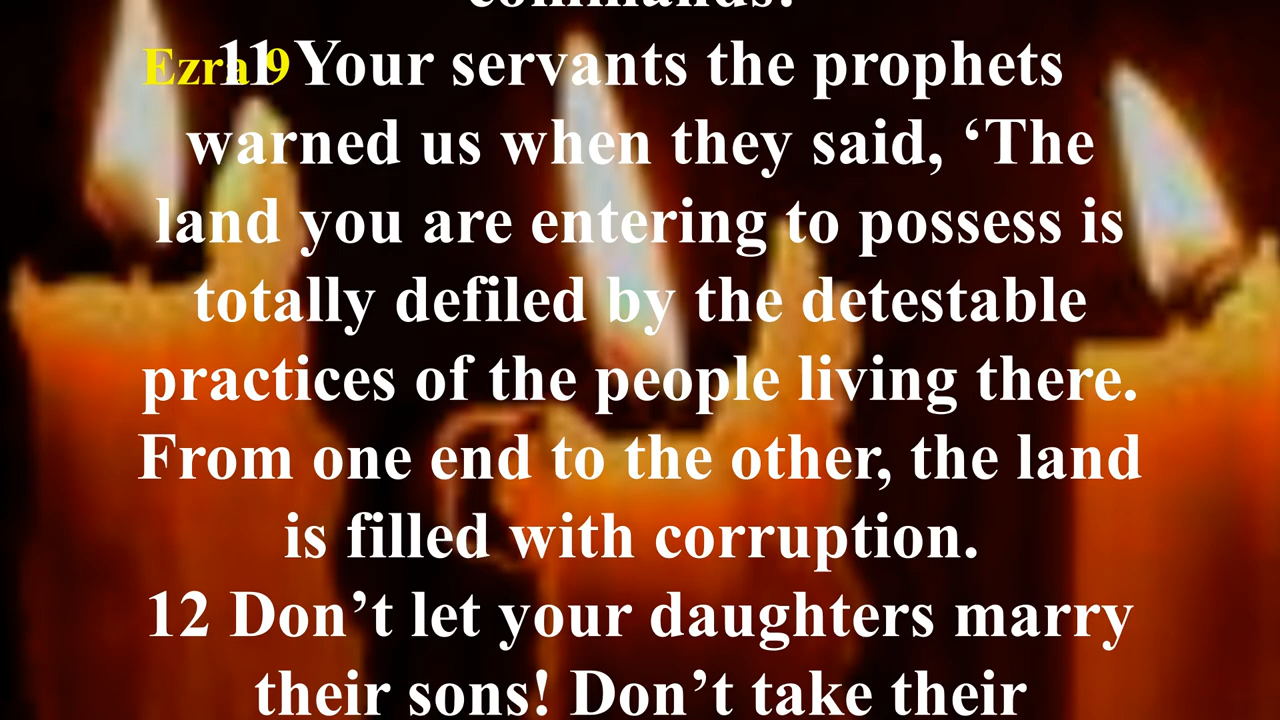 commands!
Ezra 9
11 Your servants the prophets
warned us when they said, ‘The
land you are entering to possess is
totally defiled by the detestable
practices of the people living there.
From one end to the other, the land
is filled with corruption.
12 Don’t let your daughters marry
their sons! Don’t take their